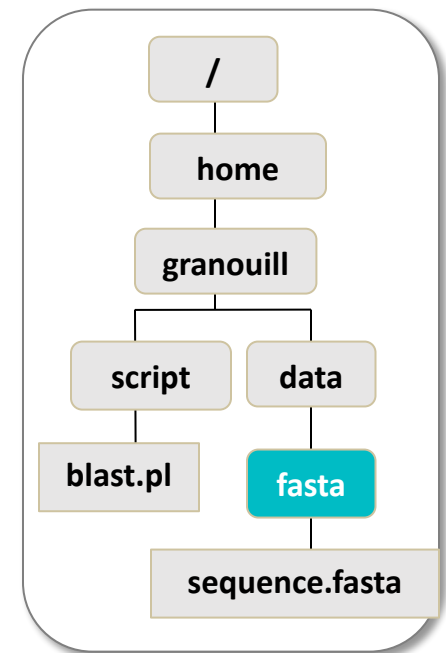 /
home
granouill
script data
blast.pl fasta
sequence.fasta